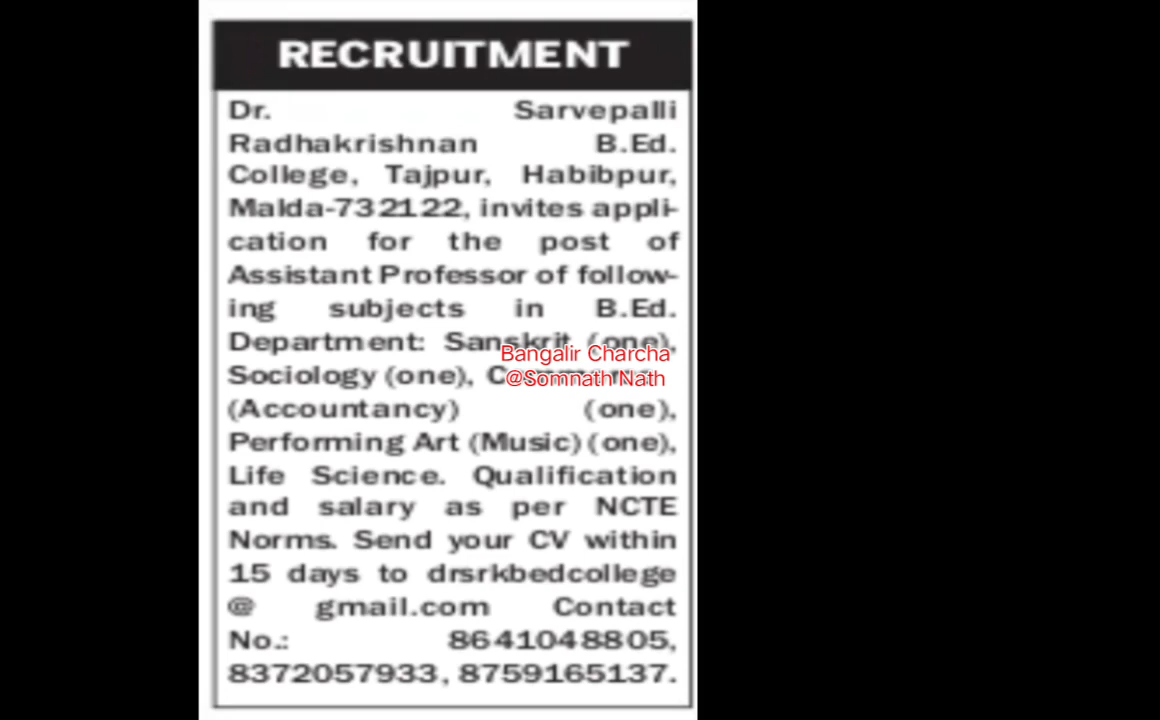 RECRUITMENT
Dr. Sarvepalli
Radhakrishnan B.Ed.
College, Tajpur, Habibpur,
Malda-732122, invites appli-
cation for the post of
Assistant Professor of follow-
ing subjects in B.Ed.
Department: Sanskrit (one),
Bangalir Charcha
Sociology (one),
@Somnath Nath
(Accountancy) (one),
Performing Art (Music) (one),
Life Science. Qualification
and salary as per NCTE
Norms. Send your CV within
15 days to drsrkbedcollege
@ gmail.com Contact
No.: 8641048805,
8372057933, 8759165137.